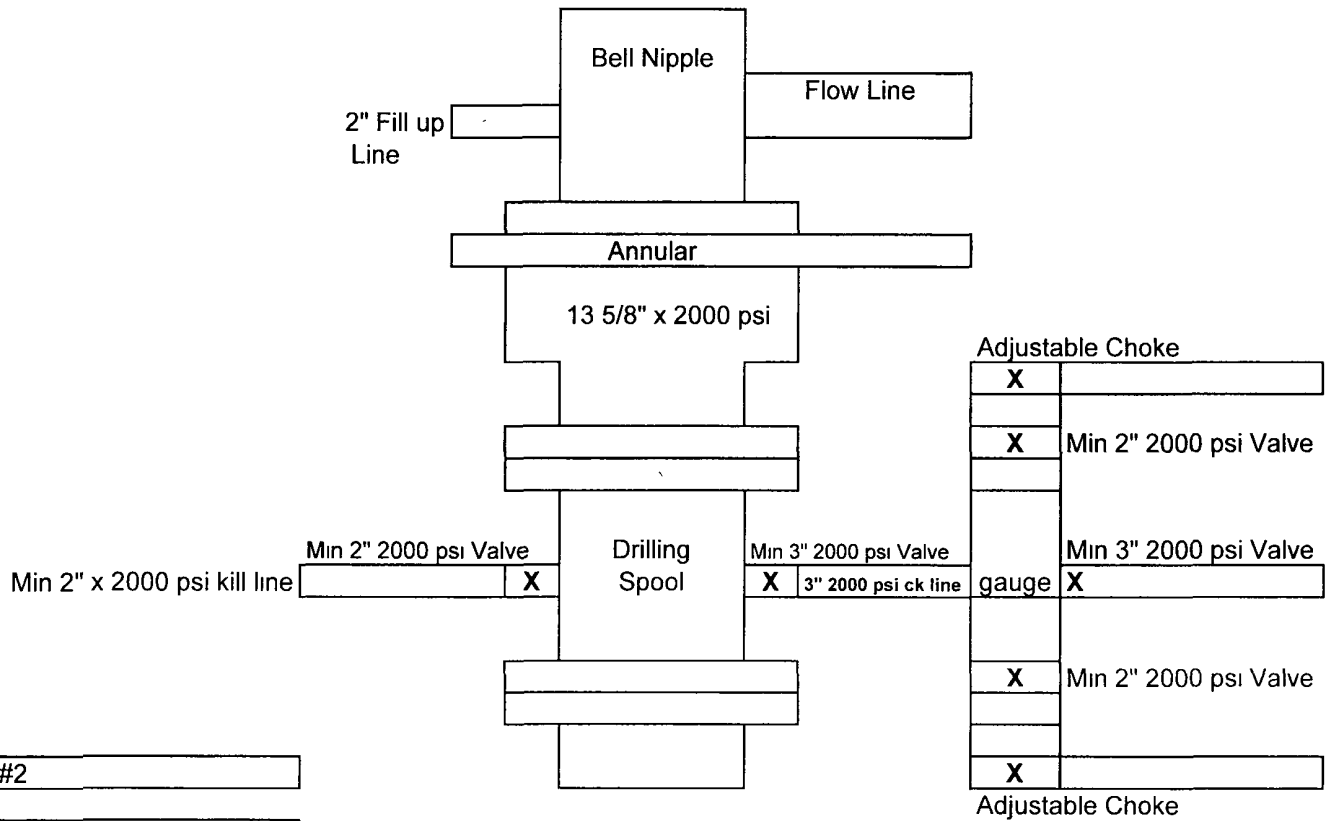 Bell Nipple
Flow Line
2" Fill up
Line
Annular
13 5/8" x 2000 psi
Adjustable Choke
X
X Min 2" 2000 psi Valve
Min 2" 2000 psi Valve
Drilling
Spool
Min 3" 2000 psi Valve
Min 3" 2000 psi Valve
Min 2" x 2000 psi kill line
X
X
3" 2000 psi ck line
gauge
X
X Min 2" 2000 psi Valve
#2
X
Adjustable Choke